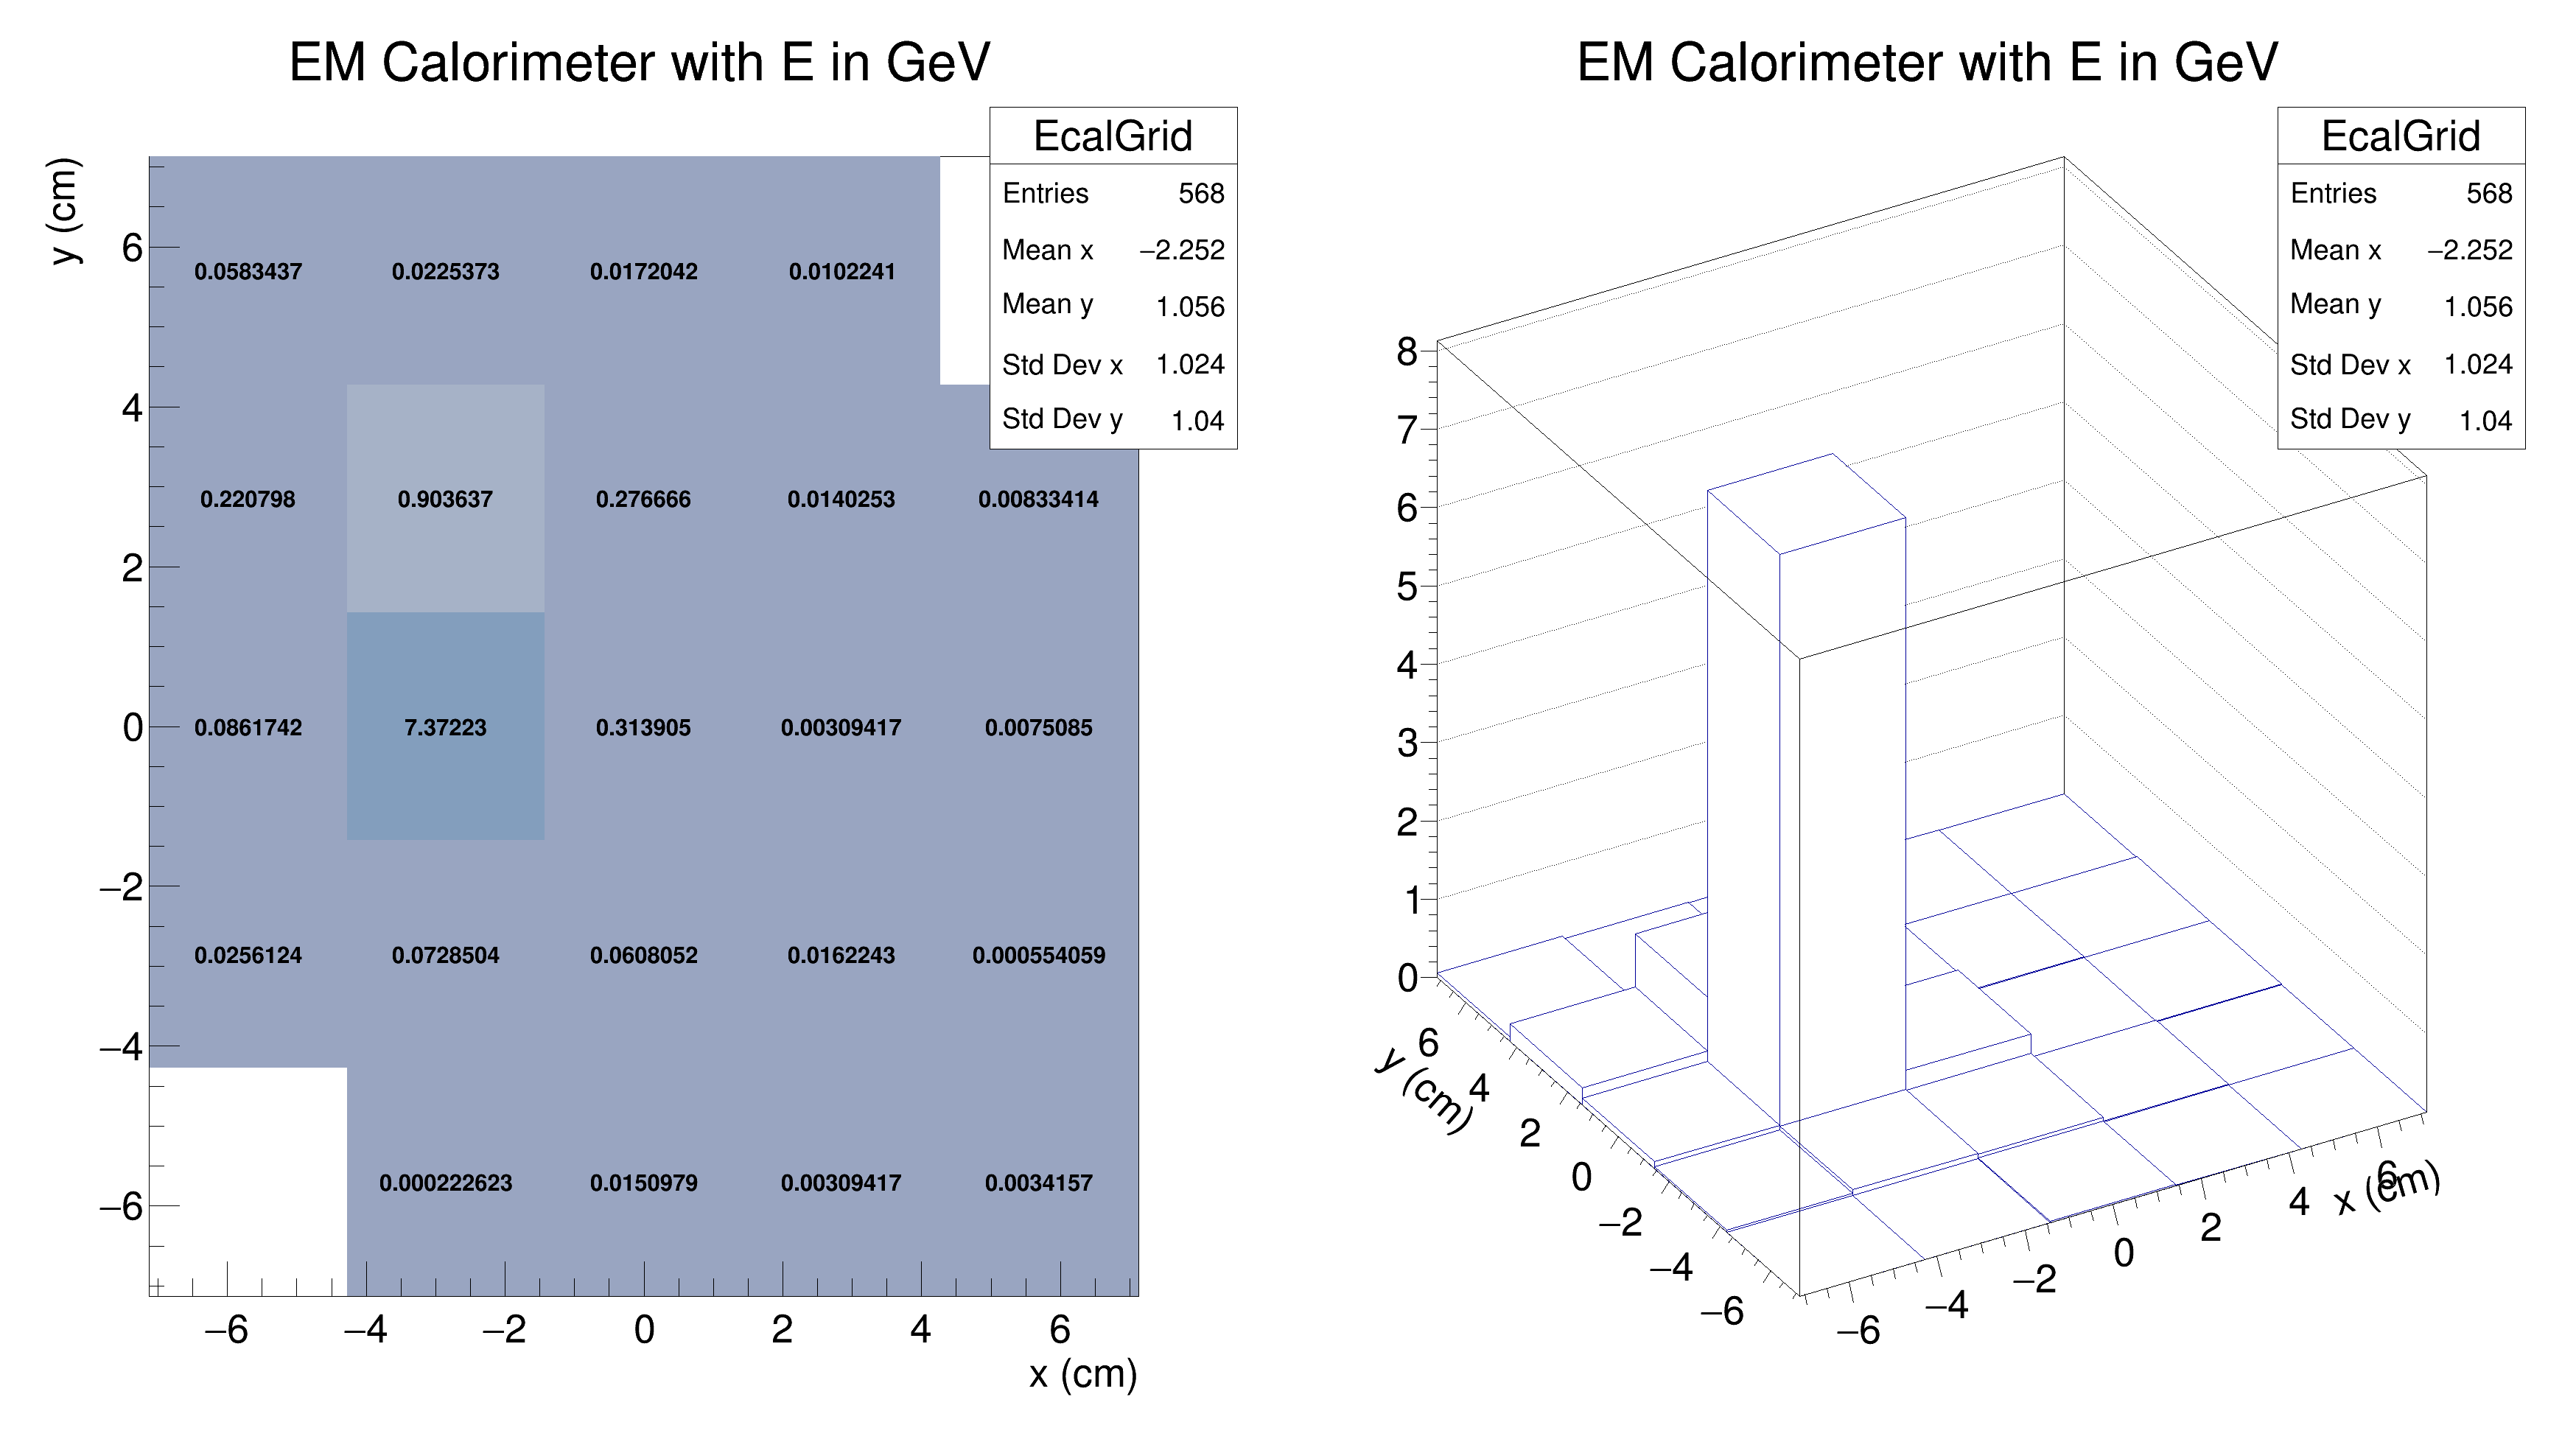 EM Calorimeter with E in GeV
EcalGrid
Entries 568
Mean x −2.252
Mean y 1.056
Std Dev x 1.024
Std Dev y 1.04
y (cm)
6
4
2
0
−2
−4
−6
0.0583437 0.0225373 0.0172042 0.0102241
0.220798 0.903637 0.276666 0.0140253 0.00833414
0.0861742 7.37223 0.313905 0.00309417 0.0075085
0.0256124 0.0728504 0.0608052 0.0162243 0.000554059
0.000222623 0.0150979 0.00309417 0.0034157
−6 −4 −2 0 2 4 6
x (cm)
EM Calorimeter with E in GeV
EcalGrid
Entries 568
Mean x −2.252
Mean y 1.056
Std Dev x 1.024
Std Dev y 1.04
8
7
6
5
4
3
2
1
0
y (cm)
6
4
2
0
−2
−4
−6
−6 −4 −2 0 2 4 6
x (cm)